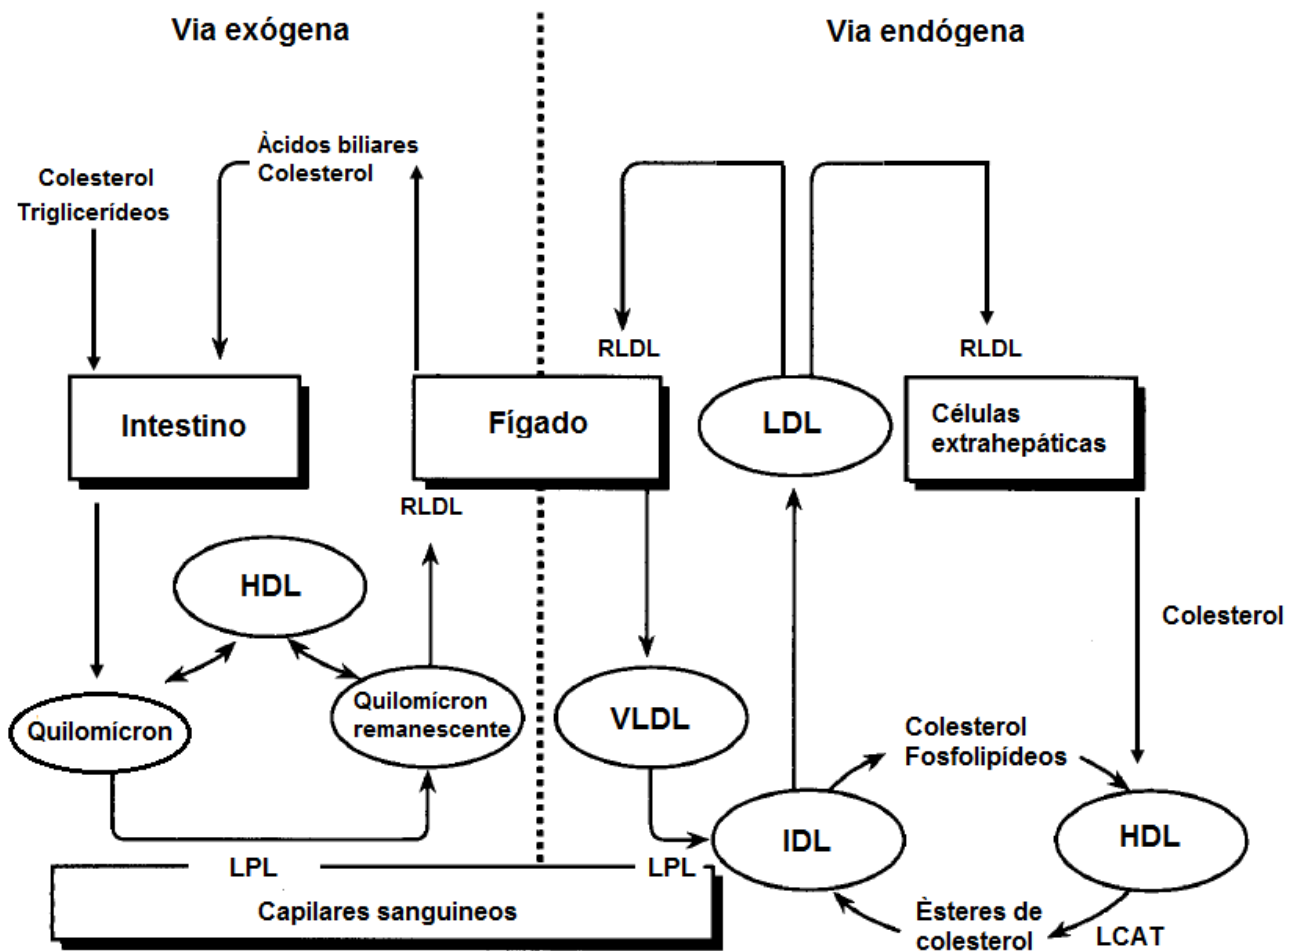 Via exógena
Via endógena
Àcidos biliares
Colesterol
Colesterol
Triglicerídeos
RLDL
RLDL
Intestino
Fígado
LDL
Células
extrahepáticas
RLDL
HDL
Colesterol
Quilomícron
Quilomícron
remanescente
VLDL
Colesterol
Fosfolipídeos
IDL
HDL
LPL
LPL
Capilares sanguineos
Èsteres de
colesterol
LCAT